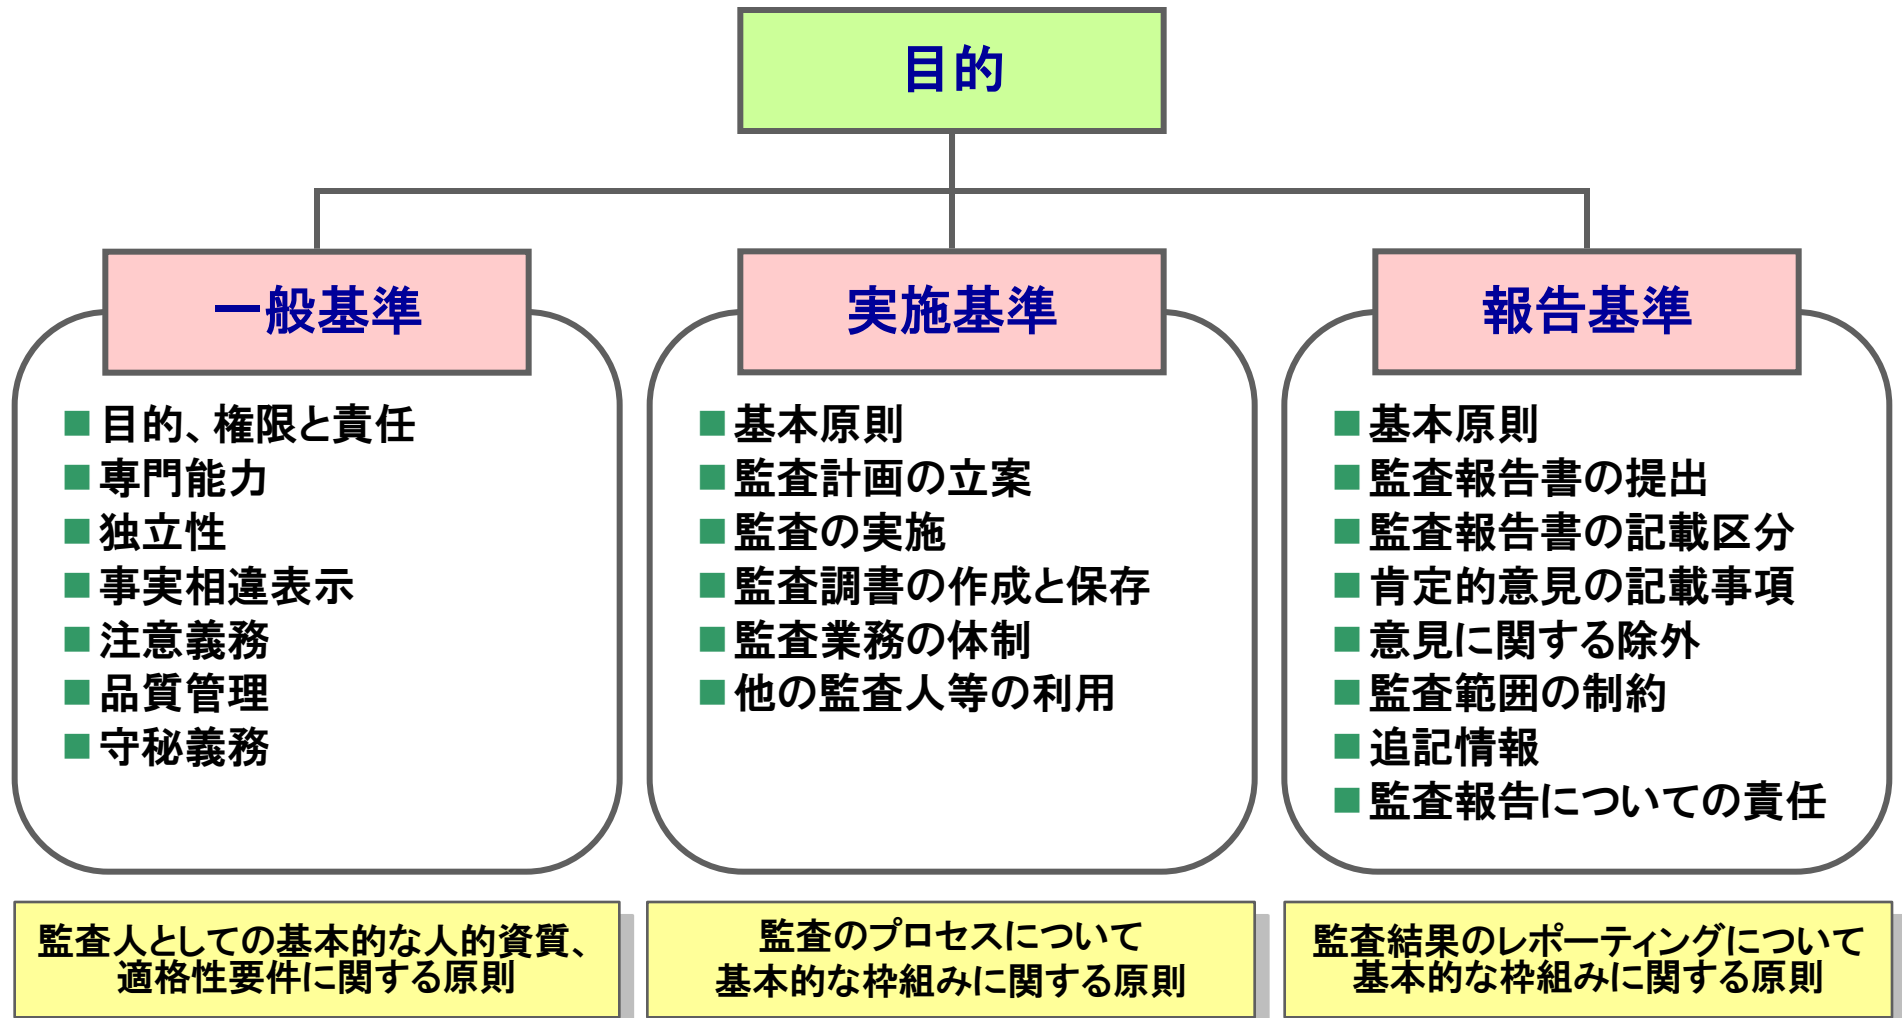 目的
一般基準
目的、権限と責任
専門能力
独立性
事実相違表示
注意義務
品質管理
守秘義務
監査人としての基本的な人的資質、
適格性要件に関する原則
実施基準
基本原則
監査計画の立案
監査の実施
監査調書の作成と保存
監査業務の体制
他の監査人等の利用
監査のプロセスについて
基本的な枠組みに関する原則
報告基準
基本原則
監査報告書の提出
監査報告書の記載区分
肯定的意見の記載事項
意見に関する除外
監査範囲の制約
追記情報
監査報告についての責任
監査結果のレポーティングについて
基本的な枠組みに関する原則